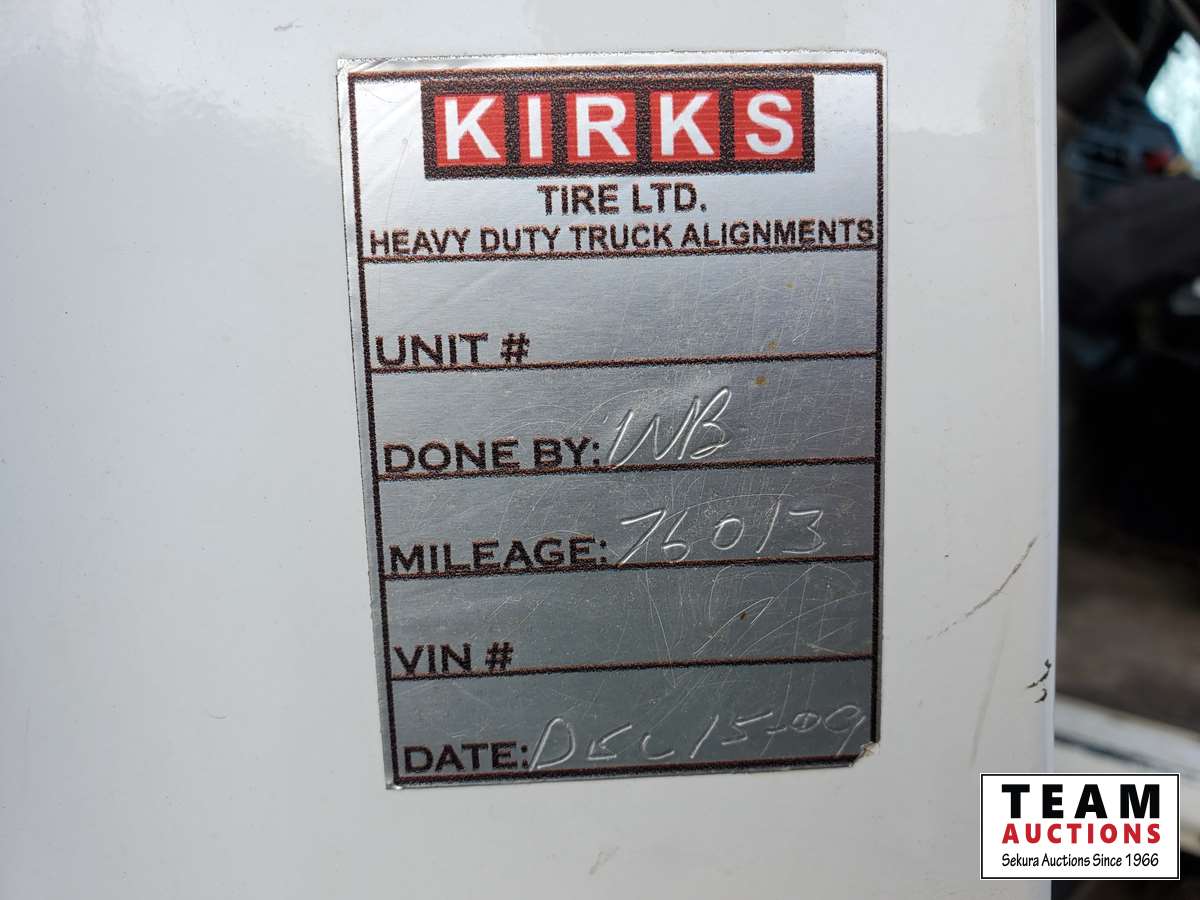 KIRKS
TIRE LTD.
HEAVY DUTY TRUCK ALIGNMENTS
UNIT #
DONE BY: WB
MILEAGE: 76013
VIN #
DATE: DEC 15-09
TEAM
AUCTIONS
Sekura Auctions Since 1966